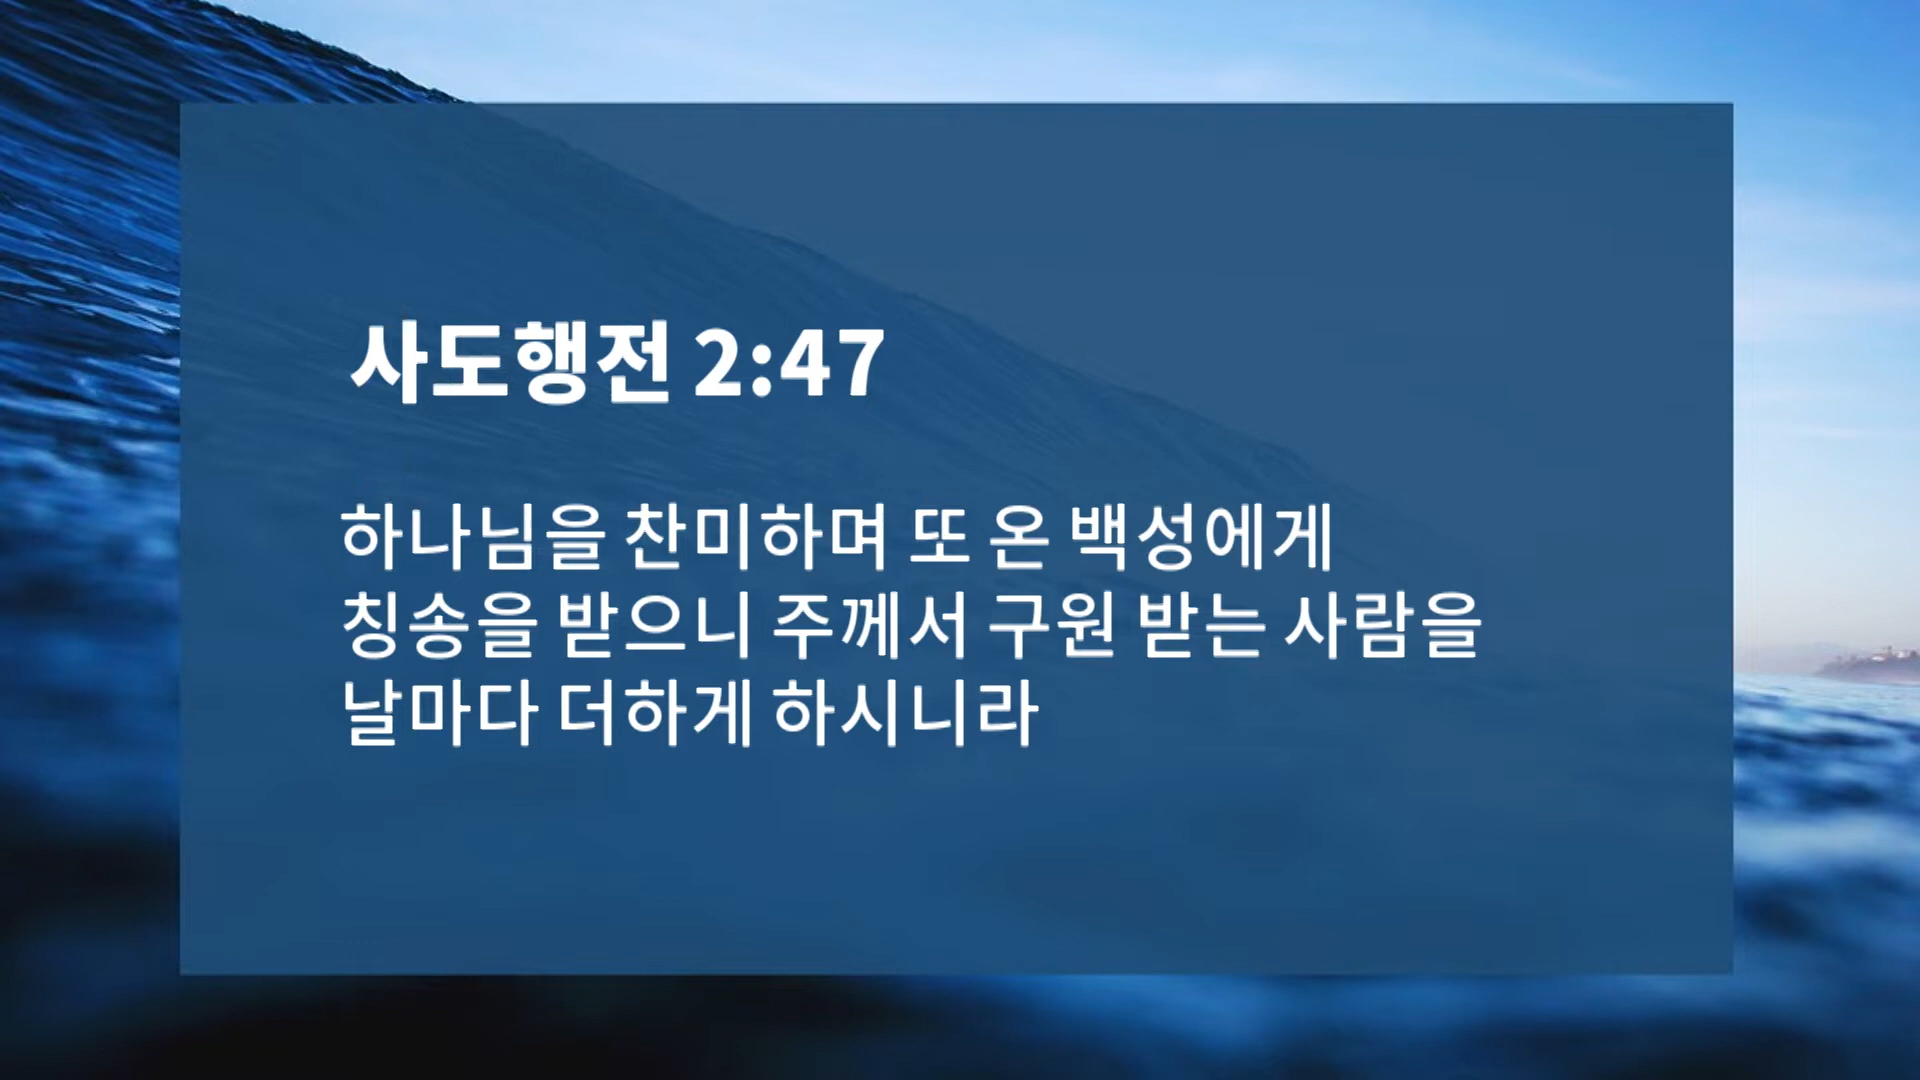 사도행전 2:47
하나님을 찬미하며 또 온 백성에게
칭송을 받으니 주께서 구원 받는 사람을
날마다 더하게 하시니라